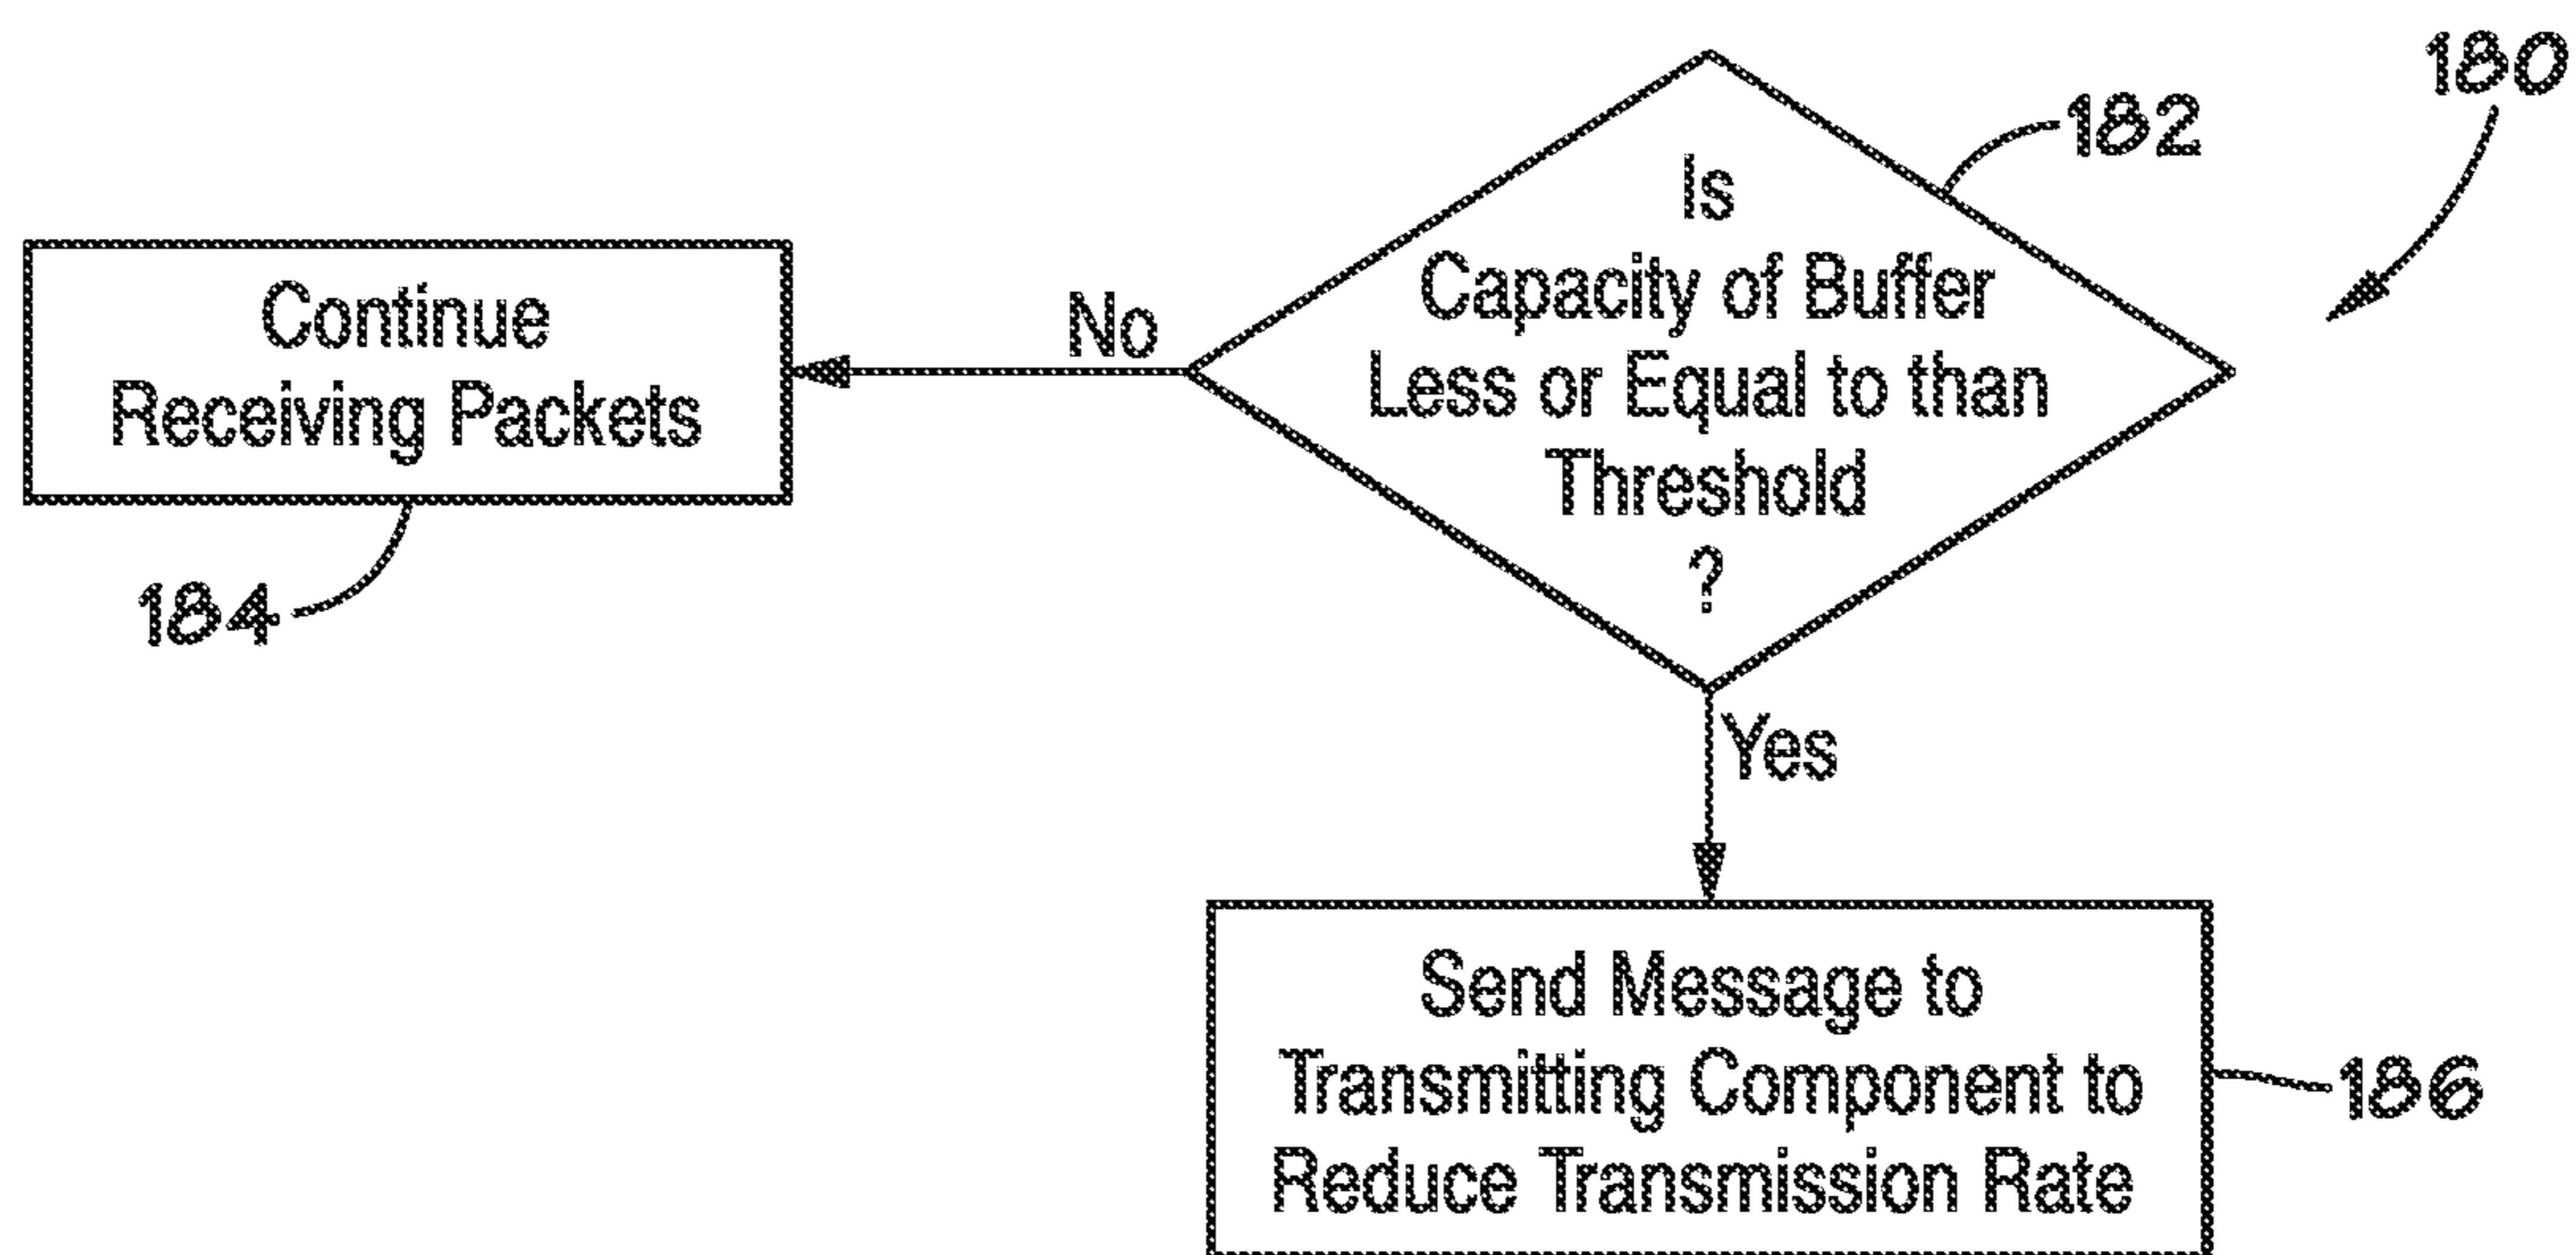 180
182
Is
Capacity of Buffer
Less or Equal to than
Threshold
?
No
Continue
Receiving Packets
184
Yes
Send Message to
Transmitting Component to
Reduce Transmission Rate
186